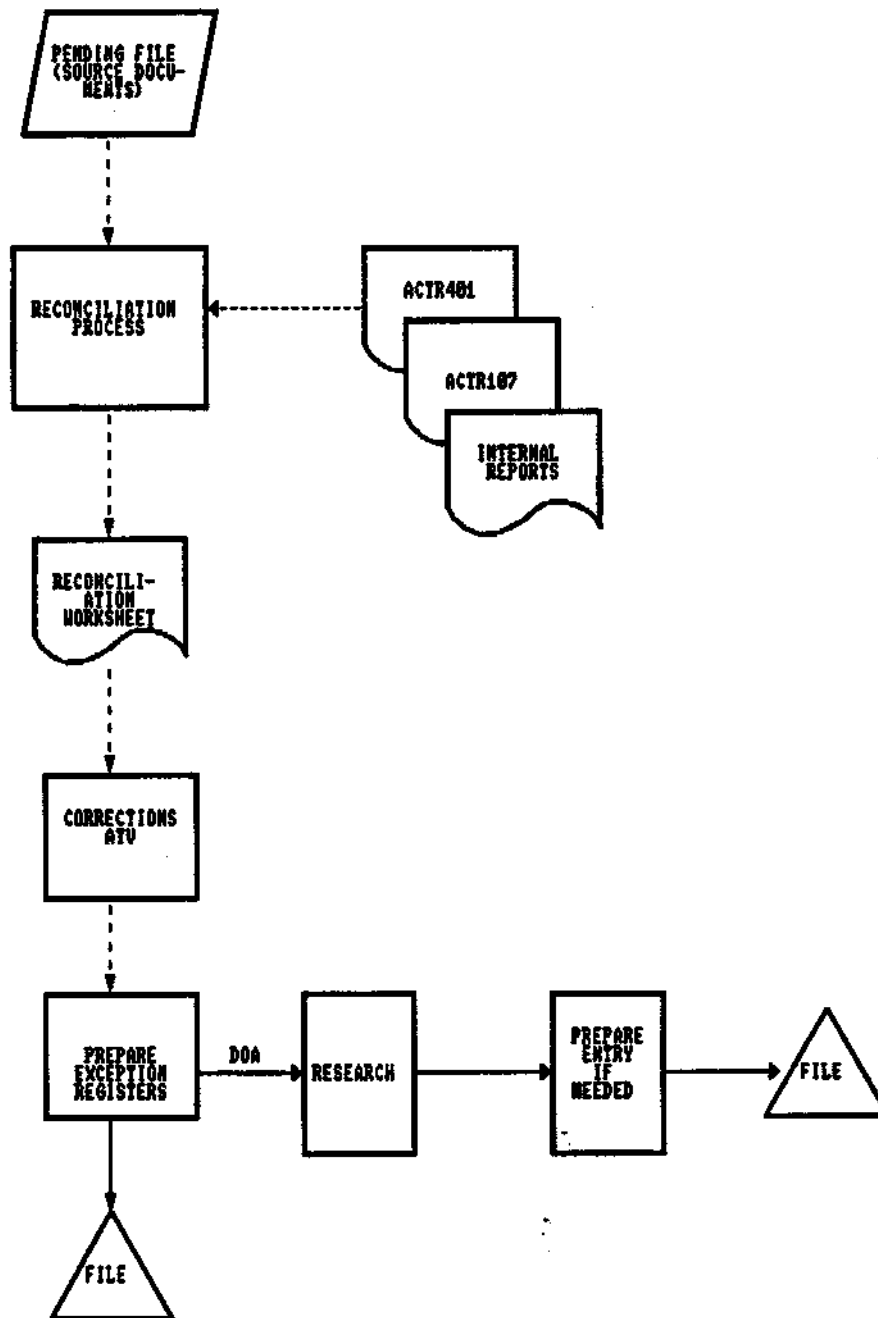 PENDING FILE
(SOURCE DOCU-
MENTS)
RECONCILIATION
PROCESS
ACTR401
ACTR107
INTERNAL
REPORTS
RECONCILI-
ATION
WORKSHEET
CORRECTIONS
ATV
PREPARE
EXCEPTION
REGISTERS
DOA
RESEARCH
PREPARE
ENTRY
IF
NEEDED
FILE
FILE